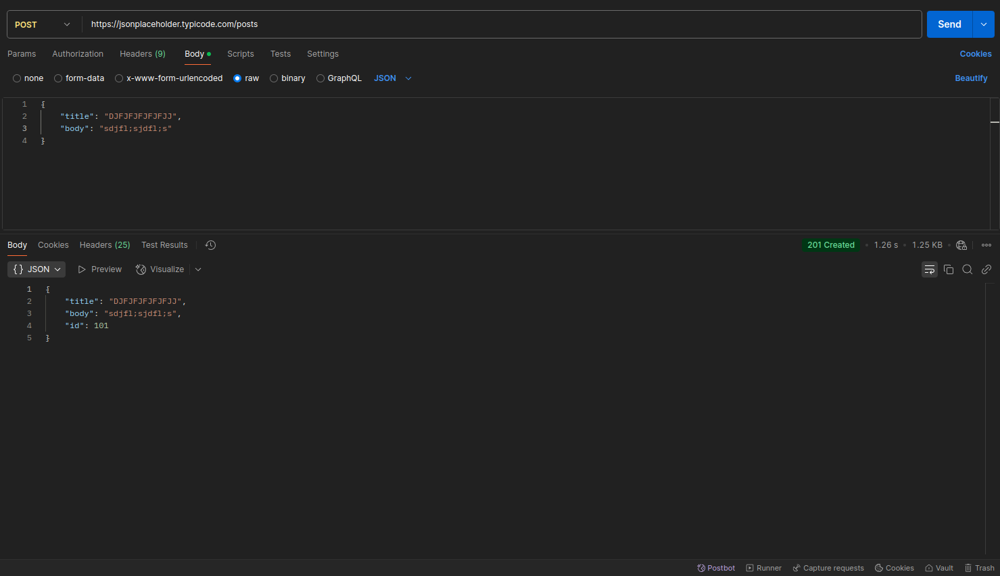 POST https://jsonplaceholder.typicode.com/posts Send
Params Authorization Headers (9) Body Scripts Tests Settings Cookies
none form-data x-www-form-urlencoded raw binary GraphQL JSON Beautify
1 {
2 "title": "DJFJFJFJFJFJJ",
3 "body": "sdjfl;sjdfl;s"
4 }
Body Cookies Headers (25) Test Results 201 Created 1.26 s 1.25 KB
{} JSON Preview Visualize
1 {
2 "title": "DJFJFJFJFJFJJ",
3 "body": "sdjfl;sjdfl;s",
4 "id": 101
5 }
Postbot Runner Capture requests Cookies Vault Trash